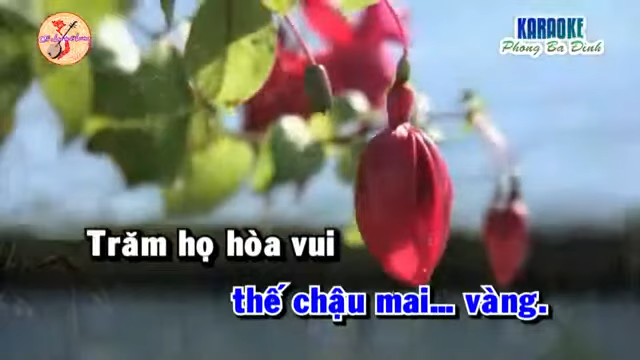 KARAOKE
Phong Ba Dinh
Trăm họ hòa vui
thế chậu mai... vàng.